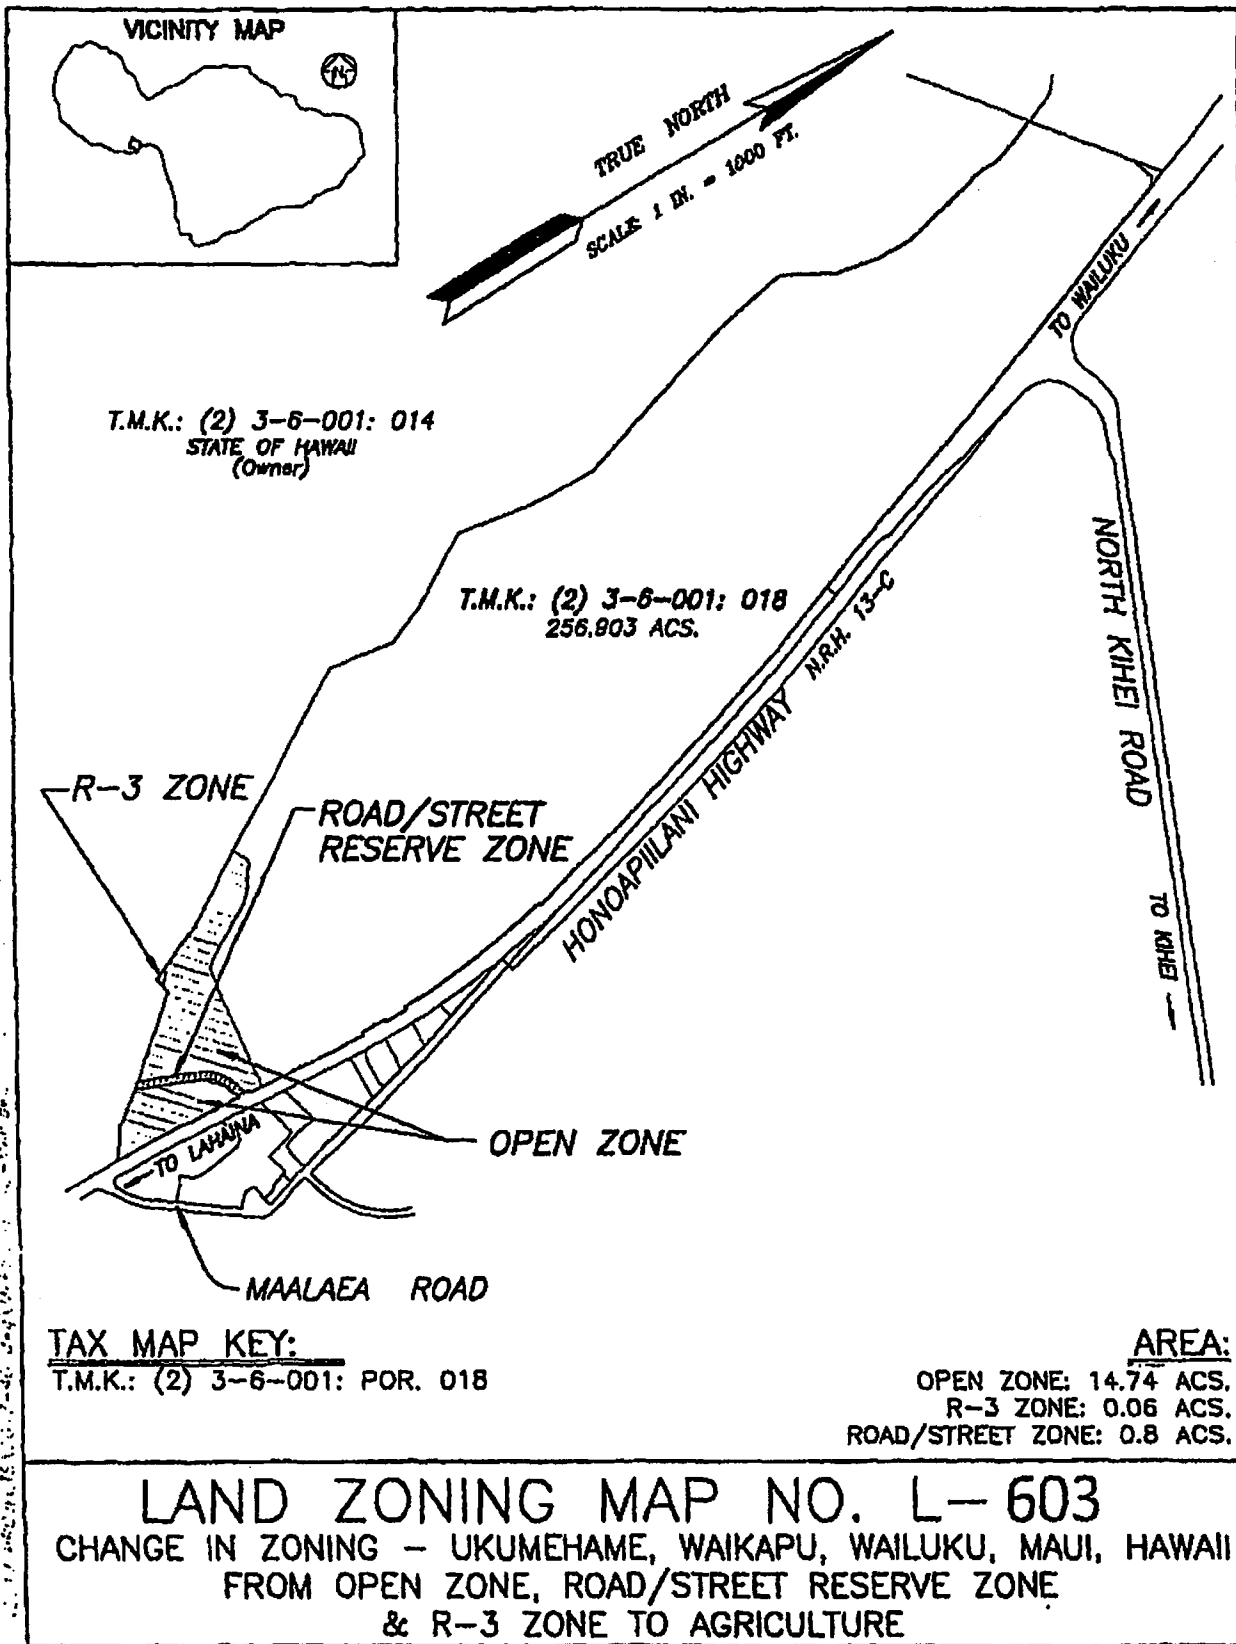 VICINITY MAP
N
TRUE NORTH
SCALE 1 IN. = 1000 FT.
TO WAILUKU
T.M.K.: (2) 3-6-001: 014
STATE OF HAWAII
(Owner)
T.M.K.: (2) 3-6-001: 018
256.903 ACS.
N.R.H. 13-C
HONOAPIILANI HIGHWAY
NORTH KIHEI ROAD
TO KIHEI
R-3 ZONE
ROAD/STREET
RESERVE ZONE
OPEN ZONE
TO LAHAINA
MAALAEA ROAD
TAX MAP KEY:
T.M.K.: (2) 3-6-001: POR. 018
AREA:
OPEN ZONE: 14.74 ACS.
R-3 ZONE: 0.06 ACS.
ROAD/STREET ZONE: 0.8 ACS.
LAND ZONING MAP NO. L-603
CHANGE IN ZONING - UKUMEHAME, WAIKAPU, WAILUKU, MAUI, HAWAII
FROM OPEN ZONE, ROAD/STREET RESERVE ZONE
& R-3 ZONE TO AGRICULTURE